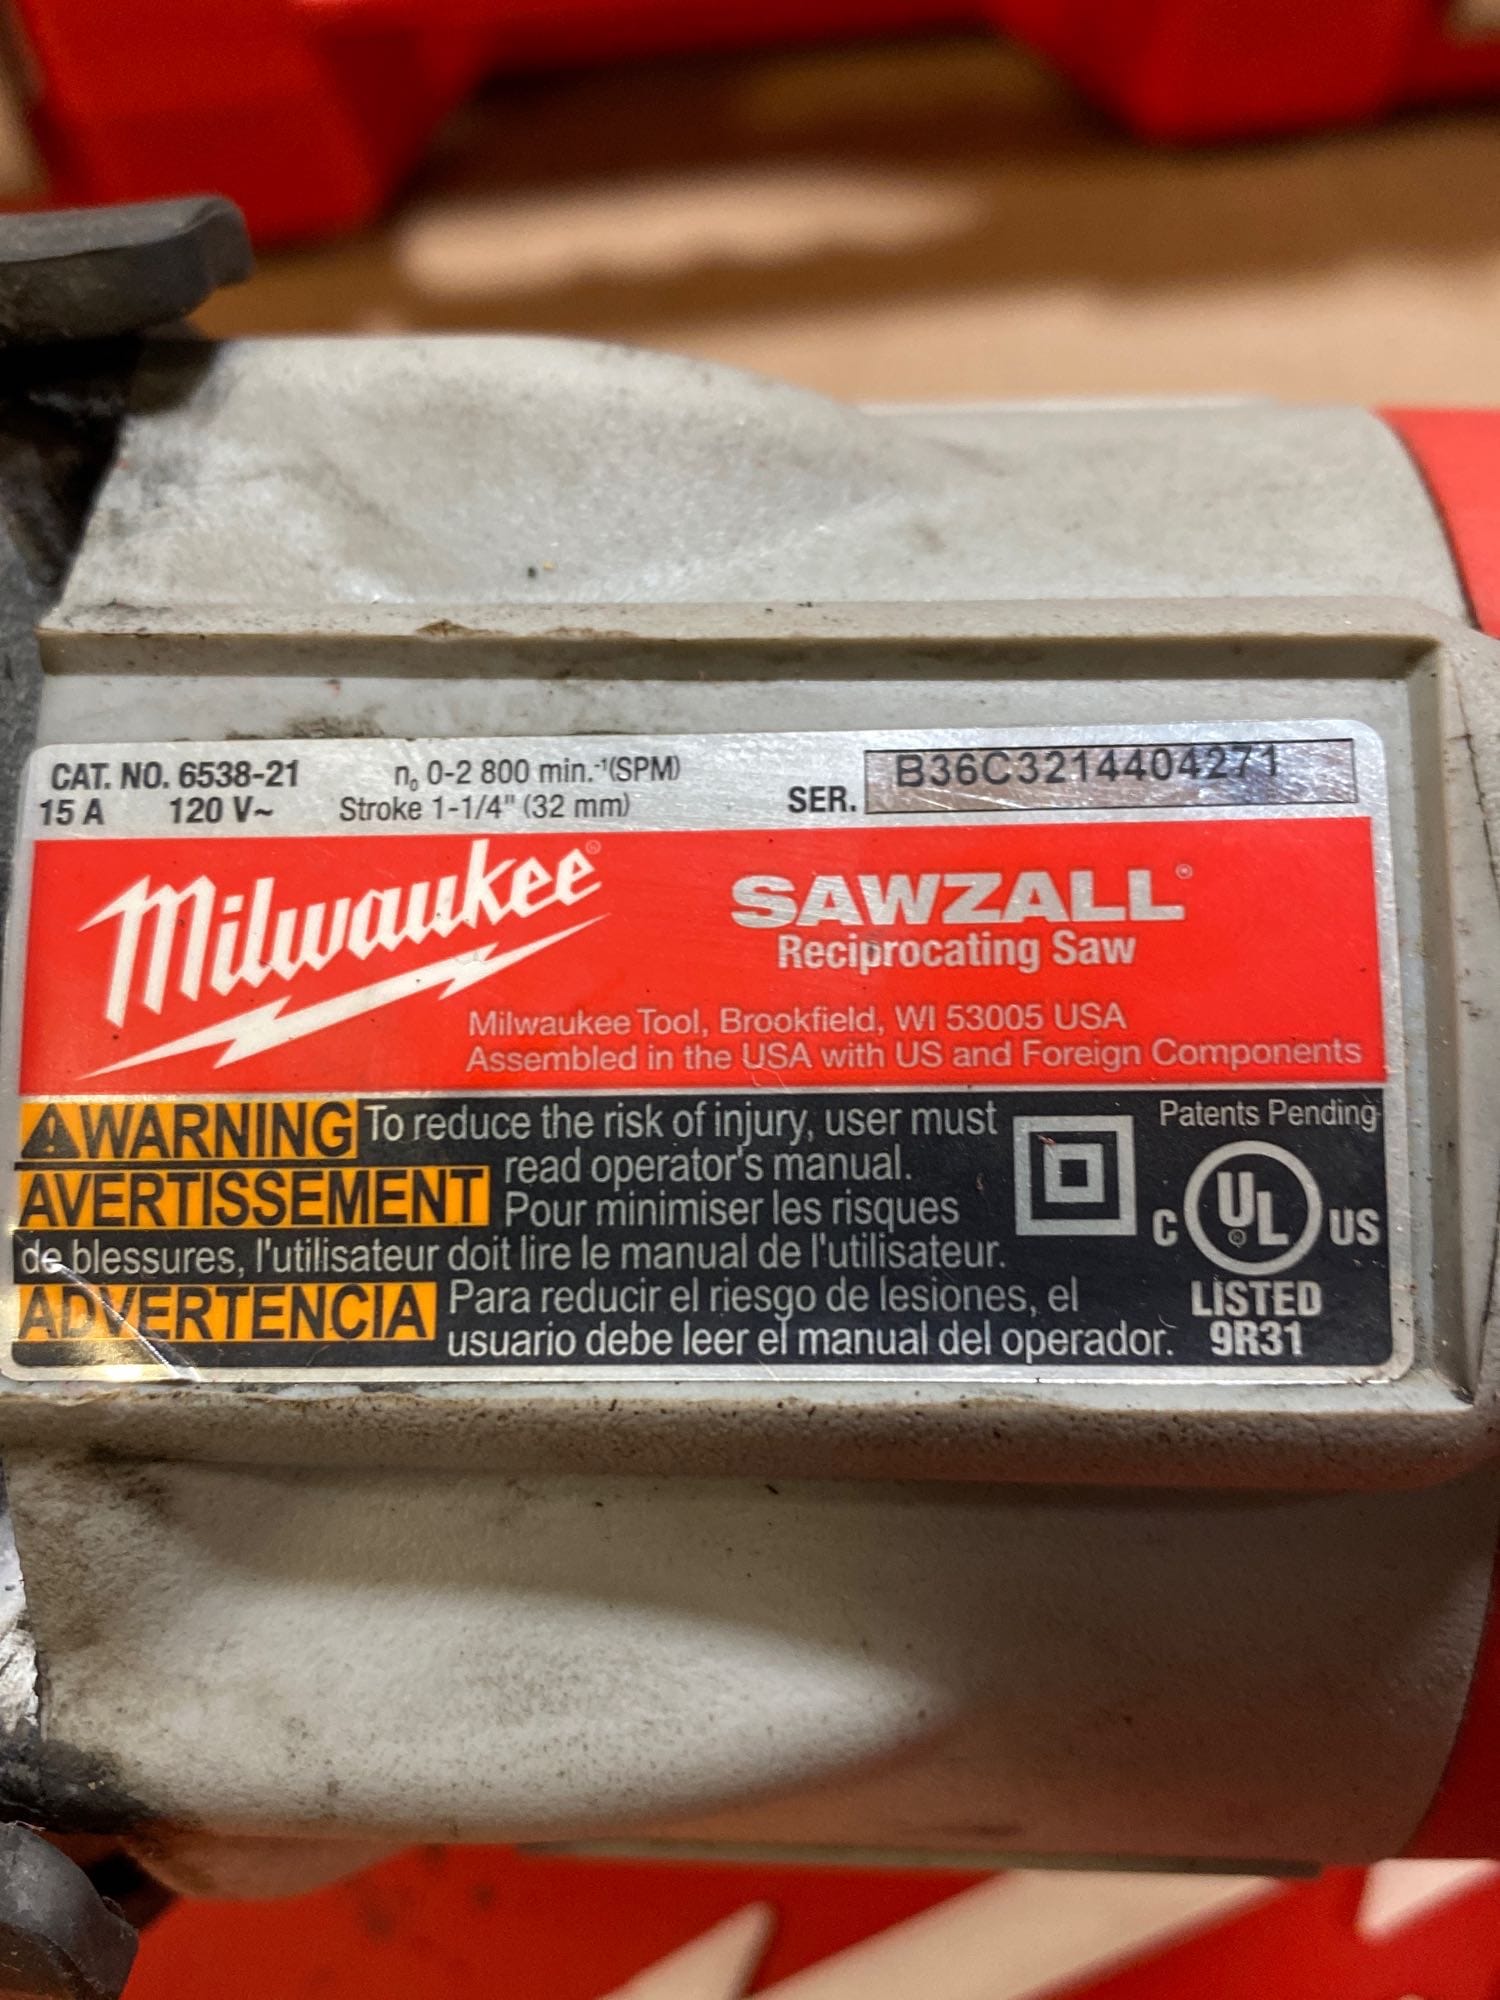 CAT. NO. 6538-21 n₀ 0-2 800 min.⁻¹(SPM)
15 A 120 V~ Stroke 1-1/4" (32 mm) SER. B36C3214404271
Milwaukee® SAWZALL®
Reciprocating Saw
Milwaukee Tool, Brookfield, WI 53005 USA
Assembled in the USA with US and Foreign Components
WARNING To reduce the risk of injury, user must
read operator's manual.
AVERTISSEMENT Pour minimiser les risques
de blessures, l'utilisateur doit lire le manual de l'utilisateur.
ADVERTENCIA Para reducir el riesgo de lesiones, el
usuario debe leer el manual del operador.
Patents Pending
C UL® US
LISTED
9R31